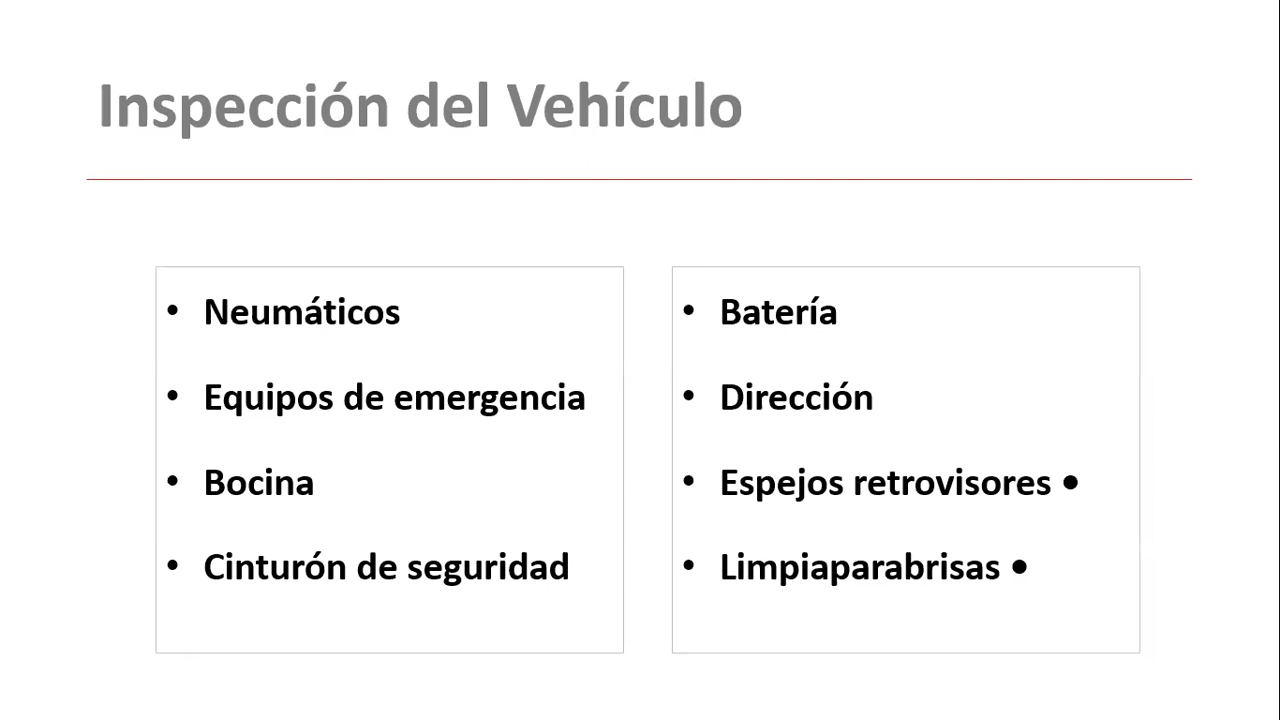 Inspección del Vehículo
• Neumáticos
• Equipos de emergencia
• Bocina
• Cinturón de seguridad
• Batería
• Dirección
• Espejos retrovisores •
• Limpiaparabrisas •